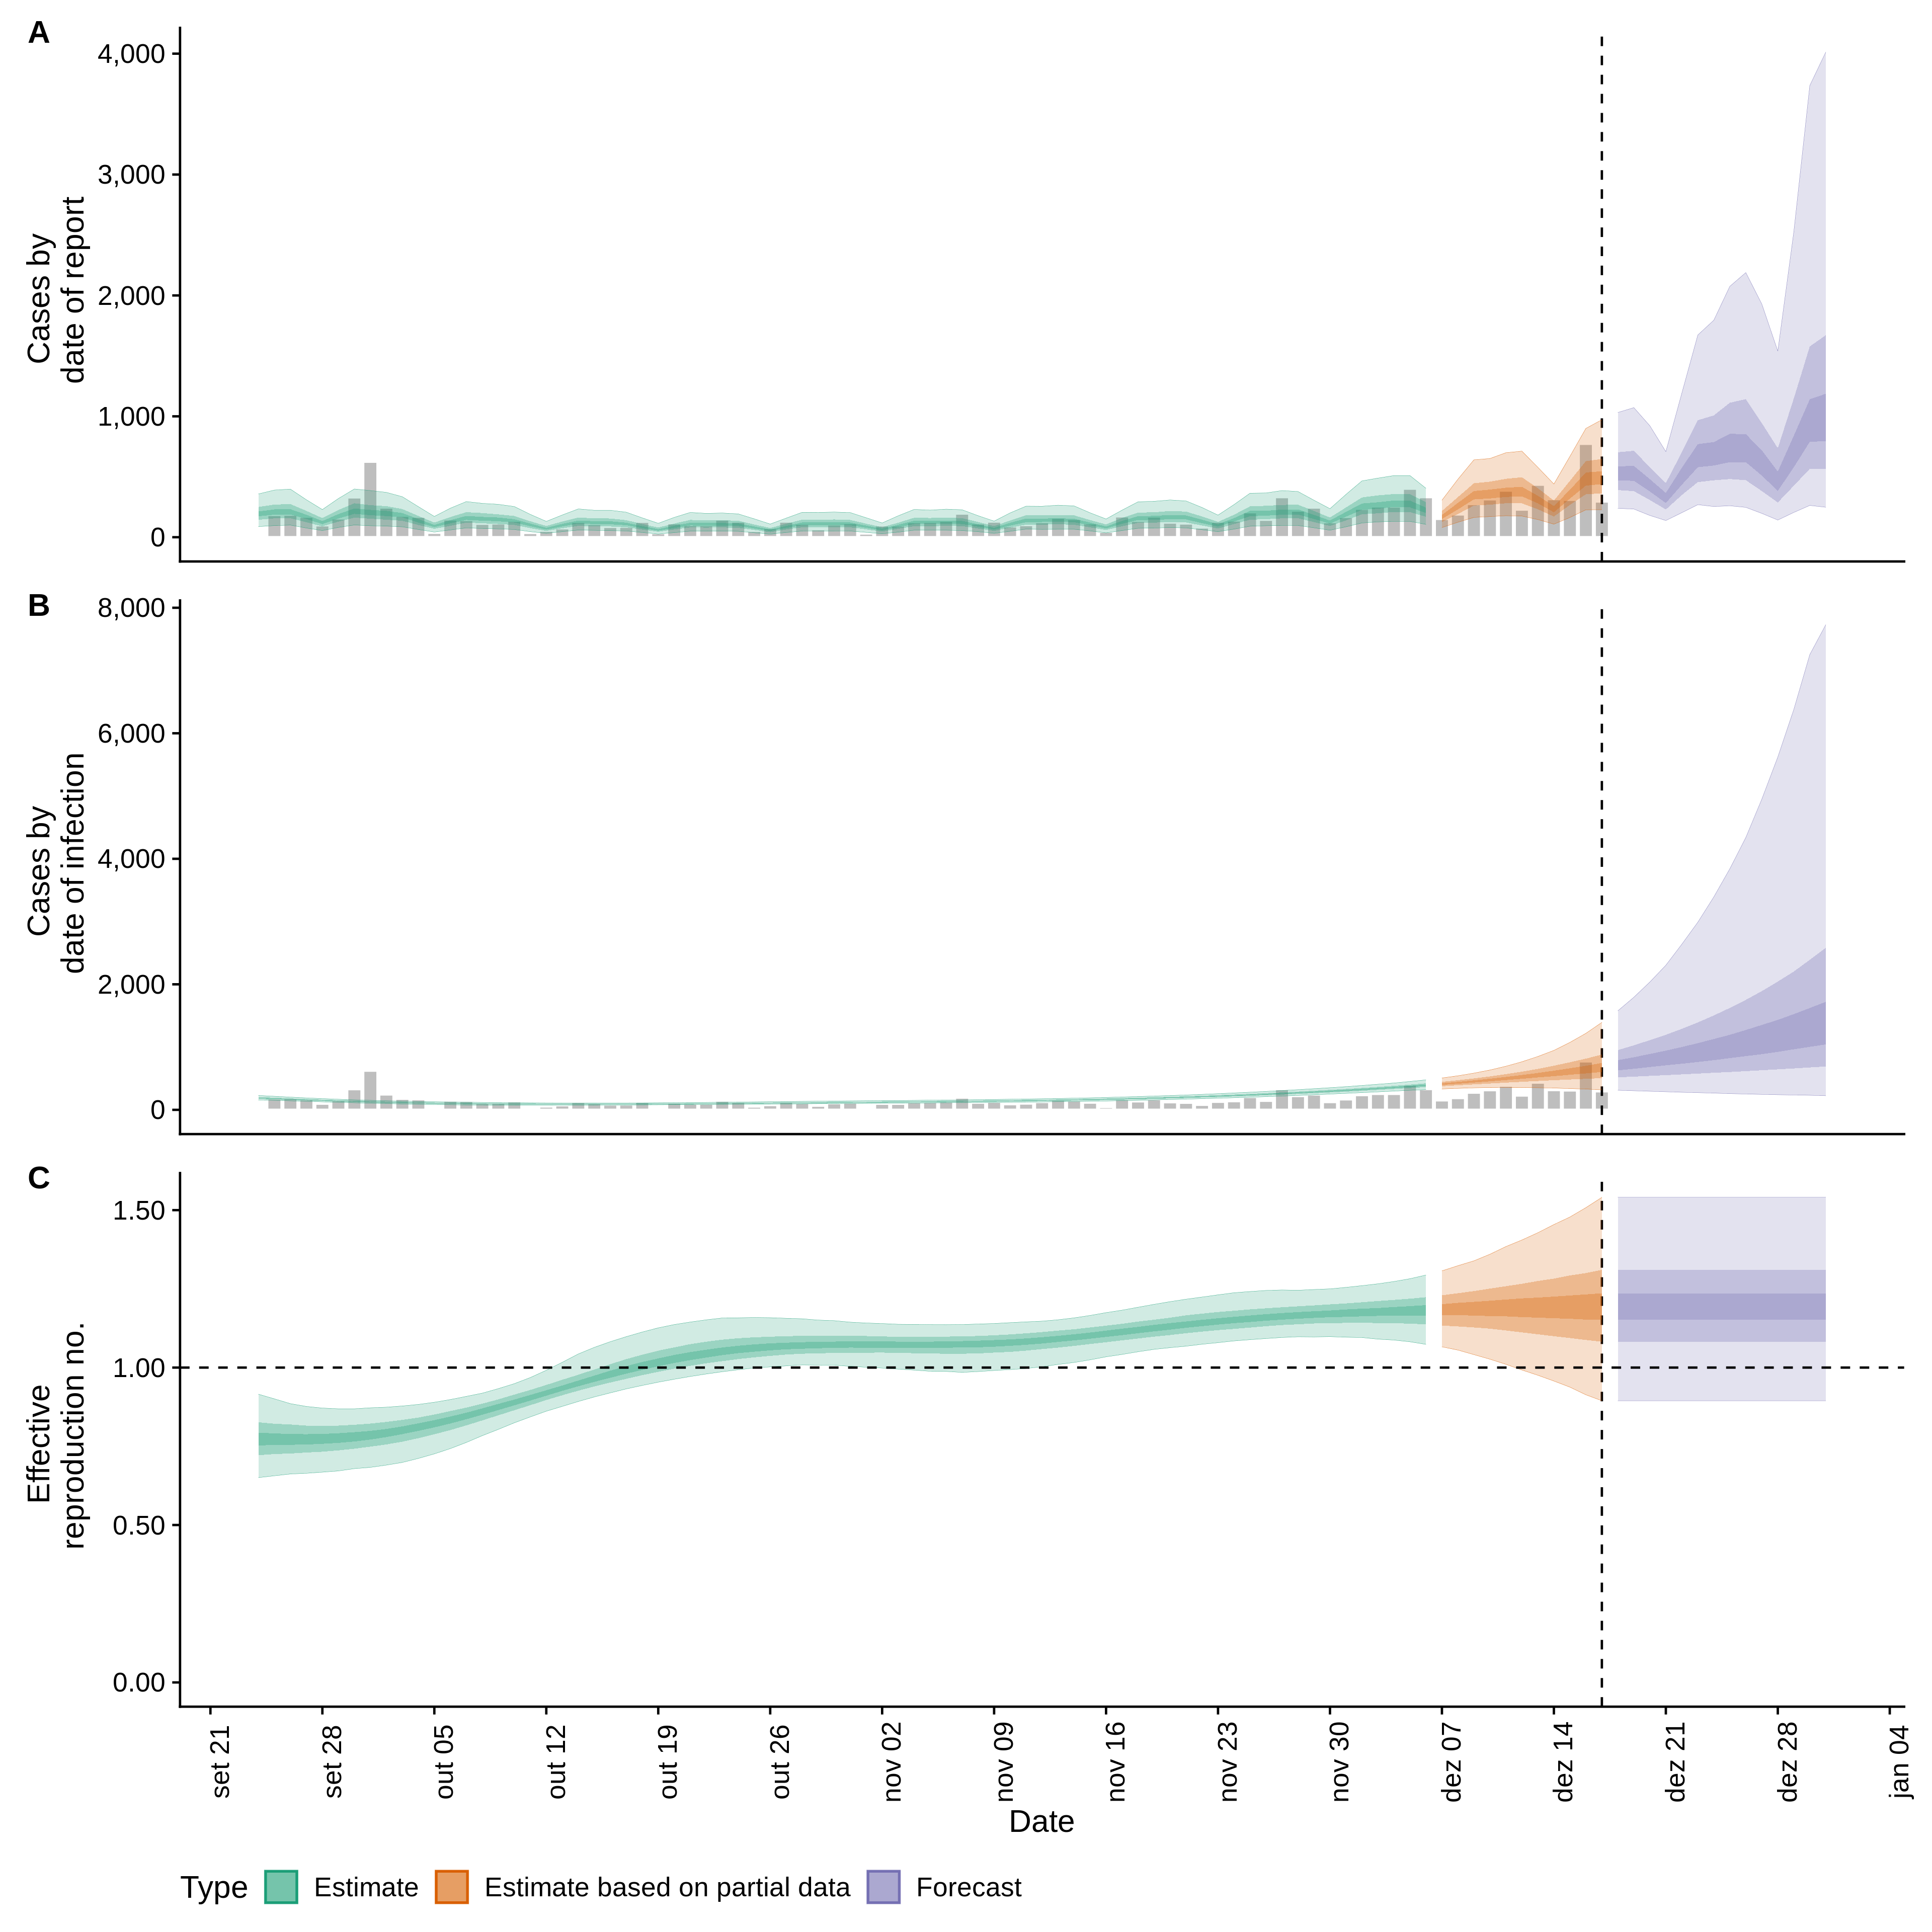 A
4,000
3,000
2,000
1,000
0
Cases by
date of report
B
8,000
6,000
4,000
2,000
0
Cases by
date of infection
C
1.50
1.00
0.50
0.00
Effective
reproduction no.
set 21
set 28
out 05
out 12
out 19
out 26
nov 02
nov 09
nov 16
nov 23
nov 30
dez 07
dez 14
dez 21
dez 28
jan 04
Date
Type Estimate Estimate based on partial data Forecast